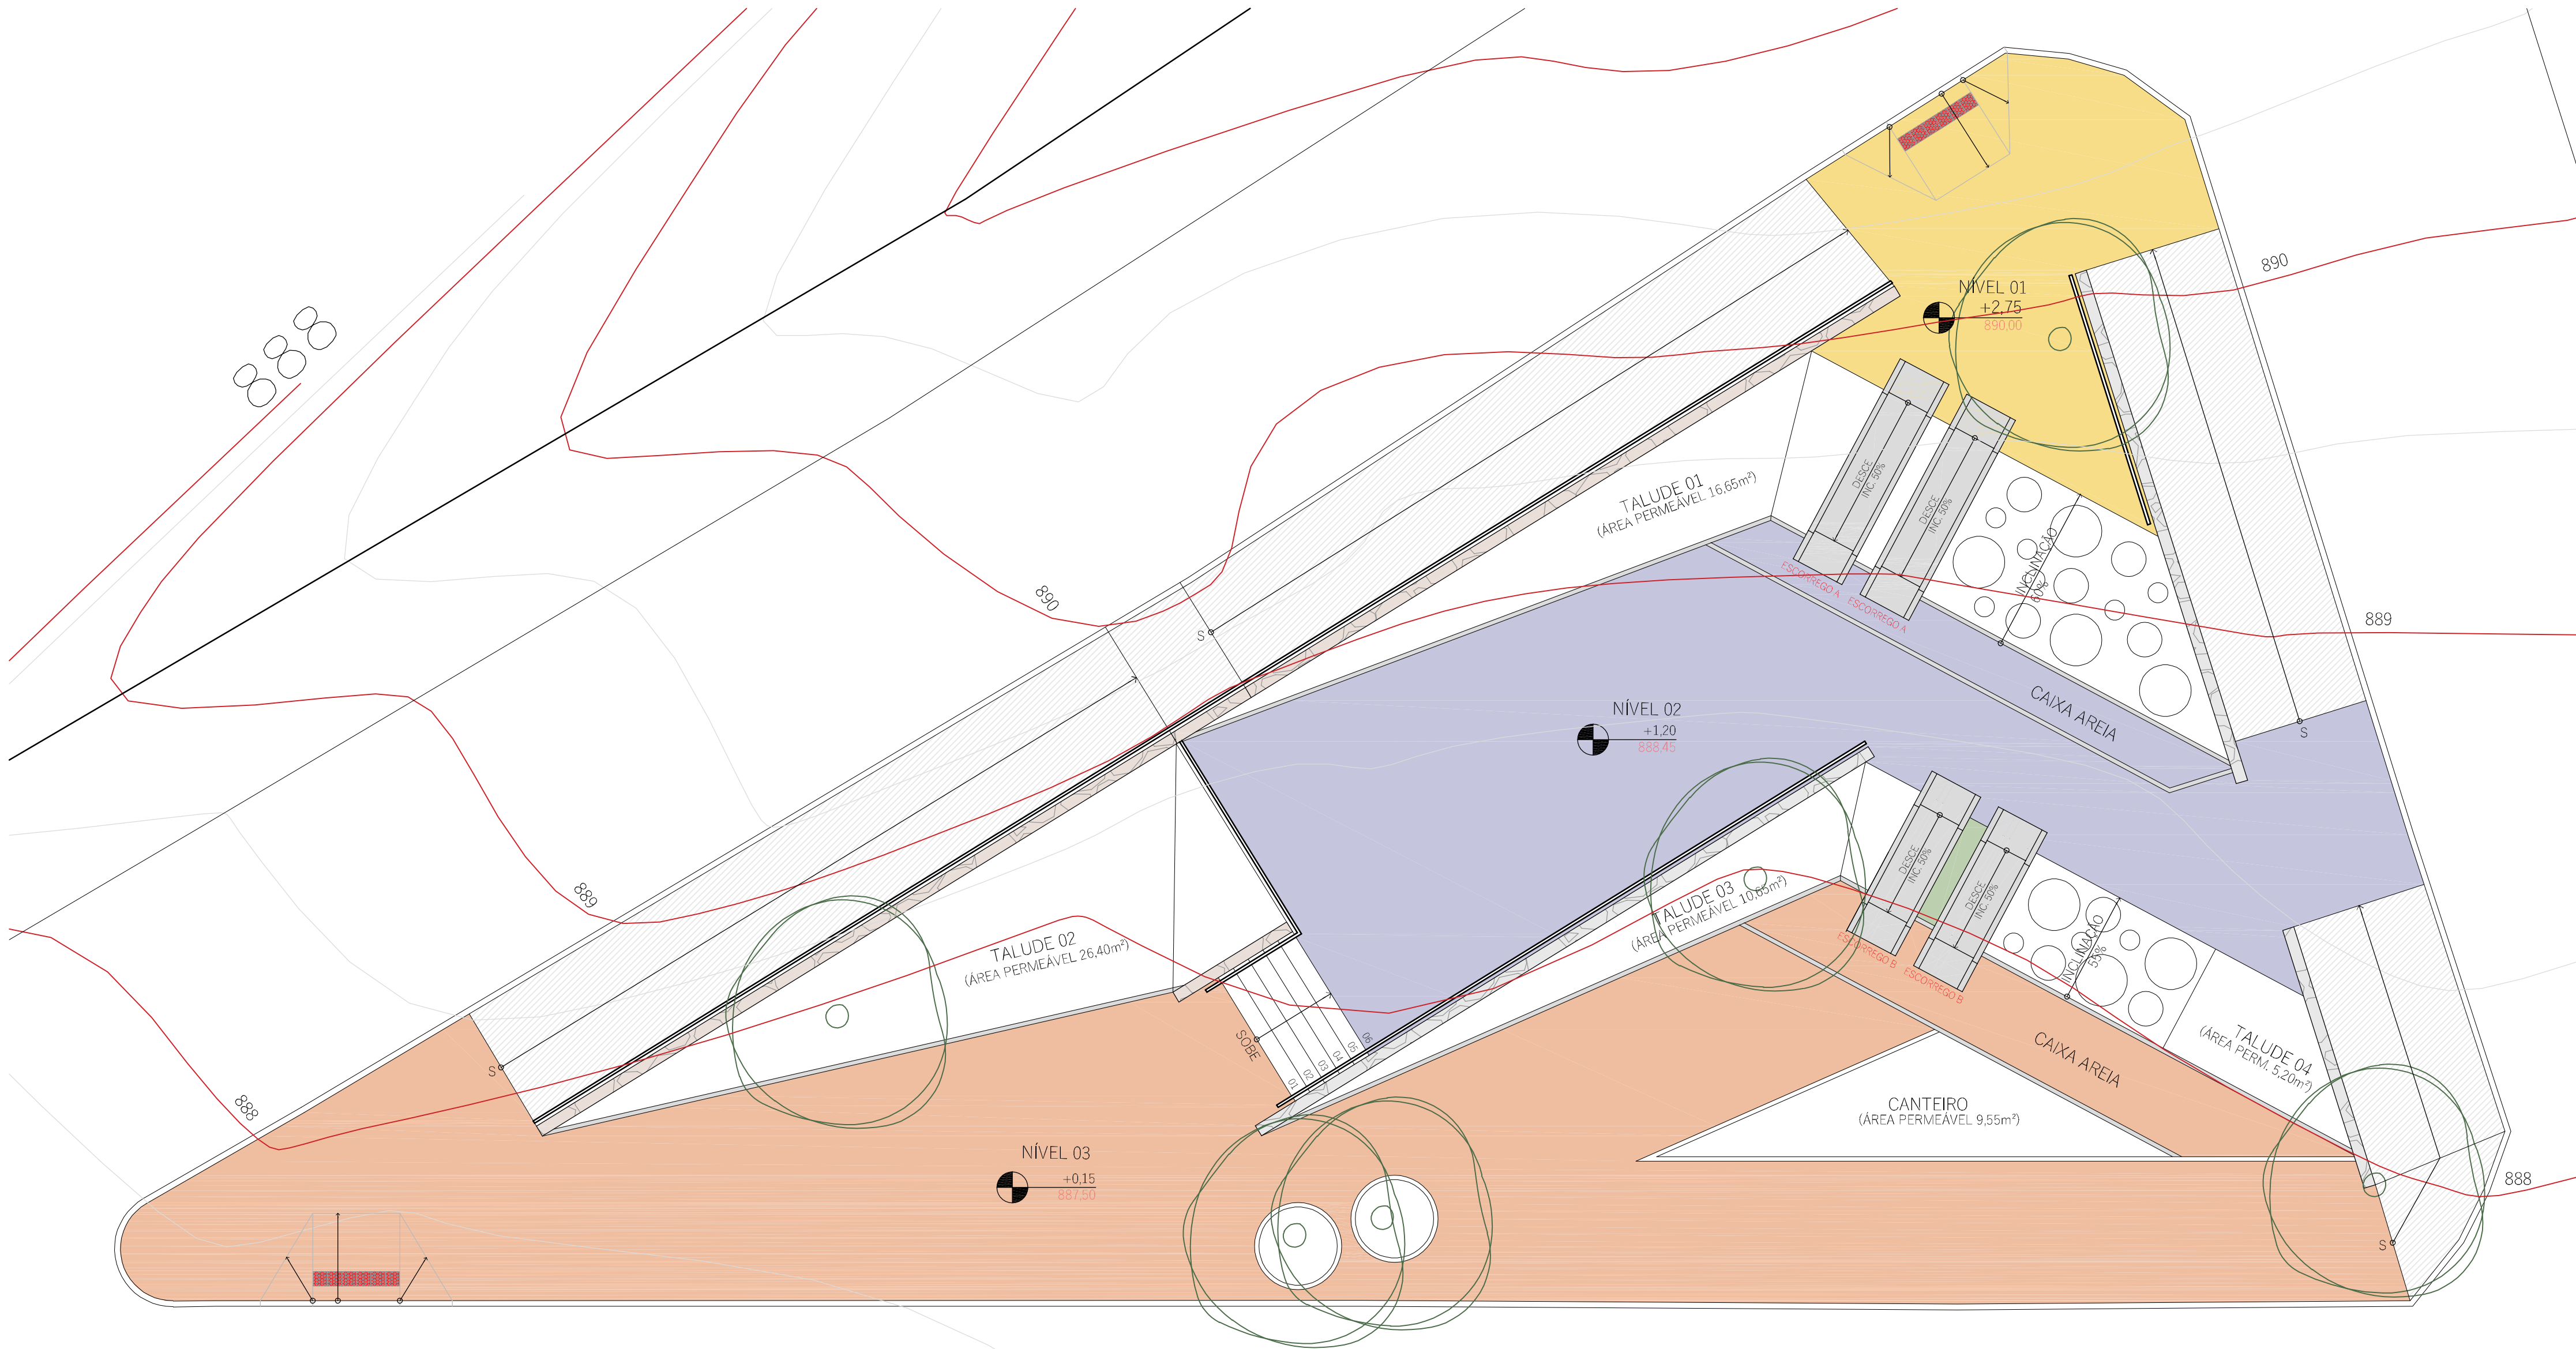 888
NÍVEL 01
+2,75
890,00
890
DESCE
INC. 50%
DESCE
INC. 50%
TALUDE 01
(ÁREA PERMEÁVEL 16,65m²)
INCLINAÇÃO
60%
ESCORREGO A
ESCORREGO A
890
S
889
CAIXA AREIA
NÍVEL 02
+1,20
888,45
S
DESCE
INC. 50%
DESCE
INC. 50%
889
TALUDE 02
(ÁREA PERMEÁVEL 26,40m²)
TALUDE 03
(ÁREA PERMEÁVEL 10,65m²)
INCLINAÇÃO
55%
ESCORREGO B
ESCORREGO B
SOBE
01
02
03
04
05
06
S
888
CAIXA AREIA
TALUDE 04
(ÁREA PERM. 5,20m²)
CANTEIRO
(ÁREA PERMEÁVEL 9,55m²)
NÍVEL 03
+0,15
887,50
888
S